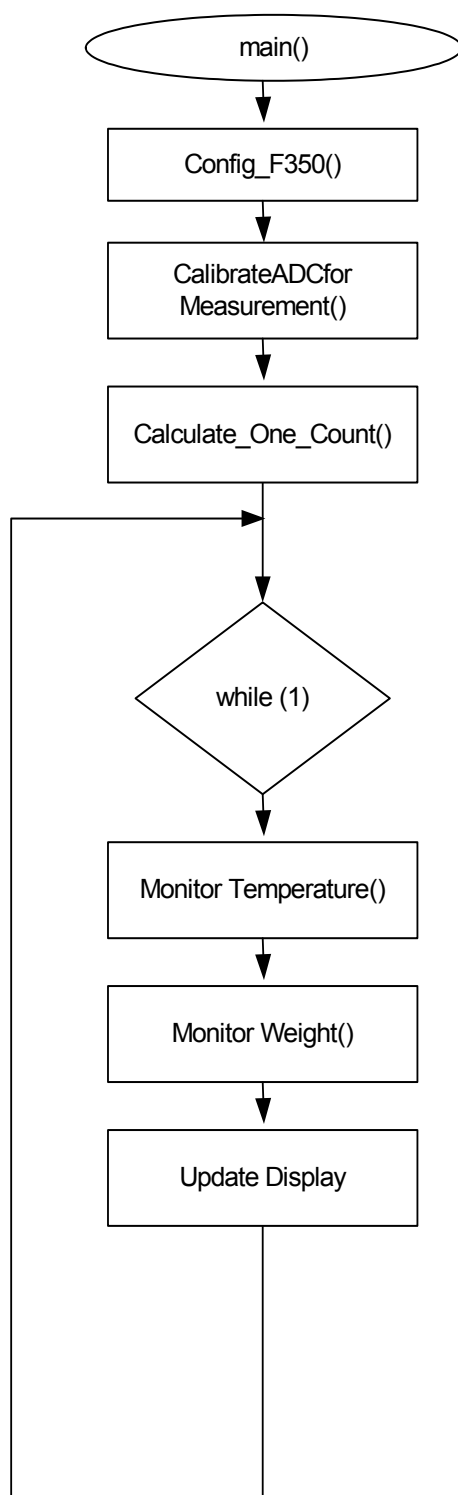 main()
Config_F350()
CalibrateADCfor
Measurement()
Calculate_One_Count()
while (1)
Monitor Temperature()
Monitor Weight()
Update Display